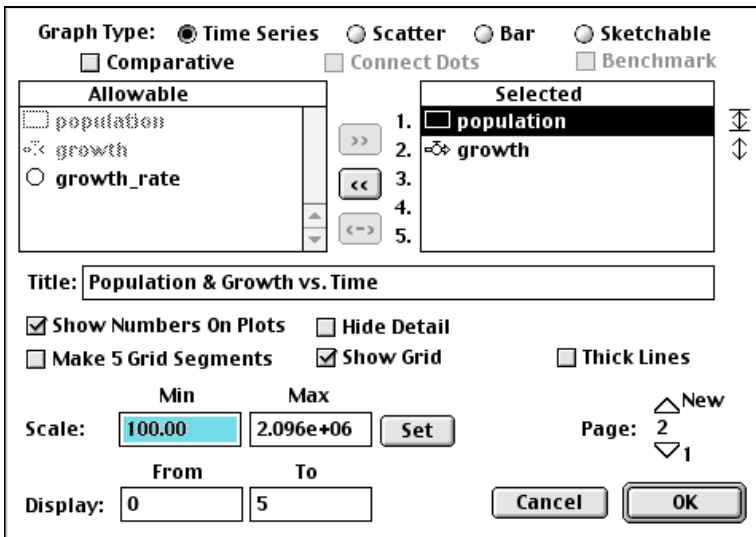 Graph Type: Time Series Scatter Bar Sketchable
Comparative Connect Dots Benchmark
Allowable Selected
population >> 1. population
growth 2. growth
growth_rate << 3.
4.
<-> 5.
Title: Population & Growth vs. Time
Show Numbers On Plots Hide Detail
Make 5 Grid Segments Show Grid Thick Lines
Min Max
Scale: 100.00 2.096e+06 Set Page: 2 New
1
From To
Display: 0 5 Cancel OK